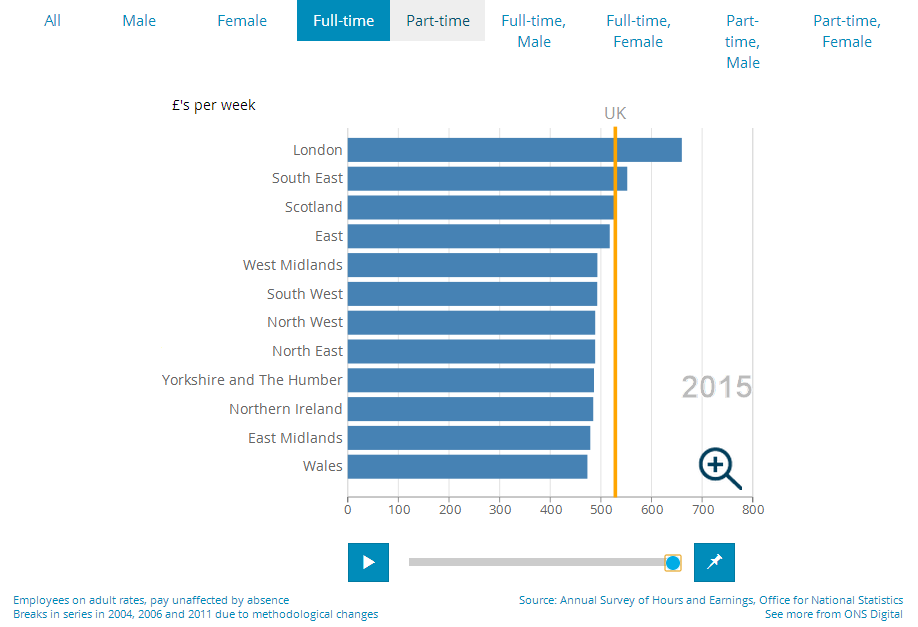 All Male Female Full-time Part-time Full-time, Full-time, Part- Part-time,
Male Female time, Female
Male
£'s per week
UK
London
South East
Scotland
East
West Midlands
South West
North West
North East
Yorkshire and The Humber
2015
Northern Ireland
East Midlands
Wales
0 100 200 300 400 500 600 700 800
Employees on adult rates, pay unaffected by absence
Breaks in series in 2004, 2006 and 2011 due to methodological changes
Source: Annual Survey of Hours and Earnings, Office for National Statistics
See more from ONS Digital